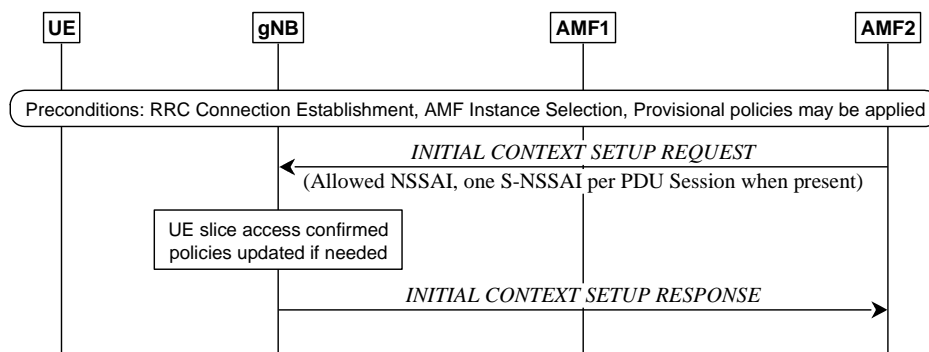 UE gNB AMF1 AMF2
Preconditions: RRC Connection Establishment, AMF Instance Selection, Provisional policies may be applied
INITIAL CONTEXT SETUP REQUEST
(Allowed NSSAI, one S-NSSAI per PDU Session when present)
UE slice access confirmed
policies updated if needed
INITIAL CONTEXT SETUP RESPONSE